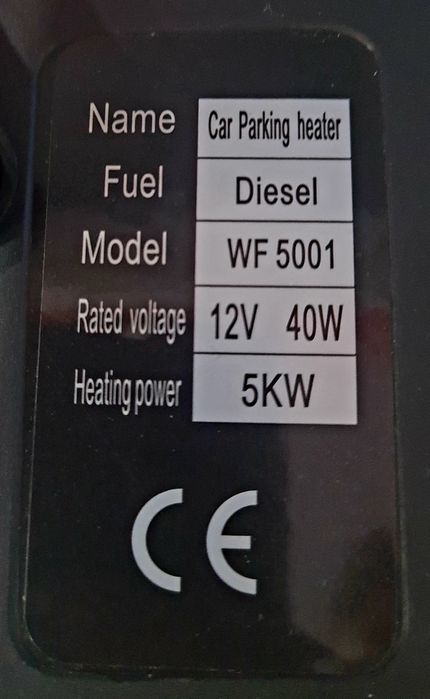 Name Car Parking heater
Fuel Diesel
Model WF 5001
Rated voltage 12V 40W
Heating power 5KW
CE